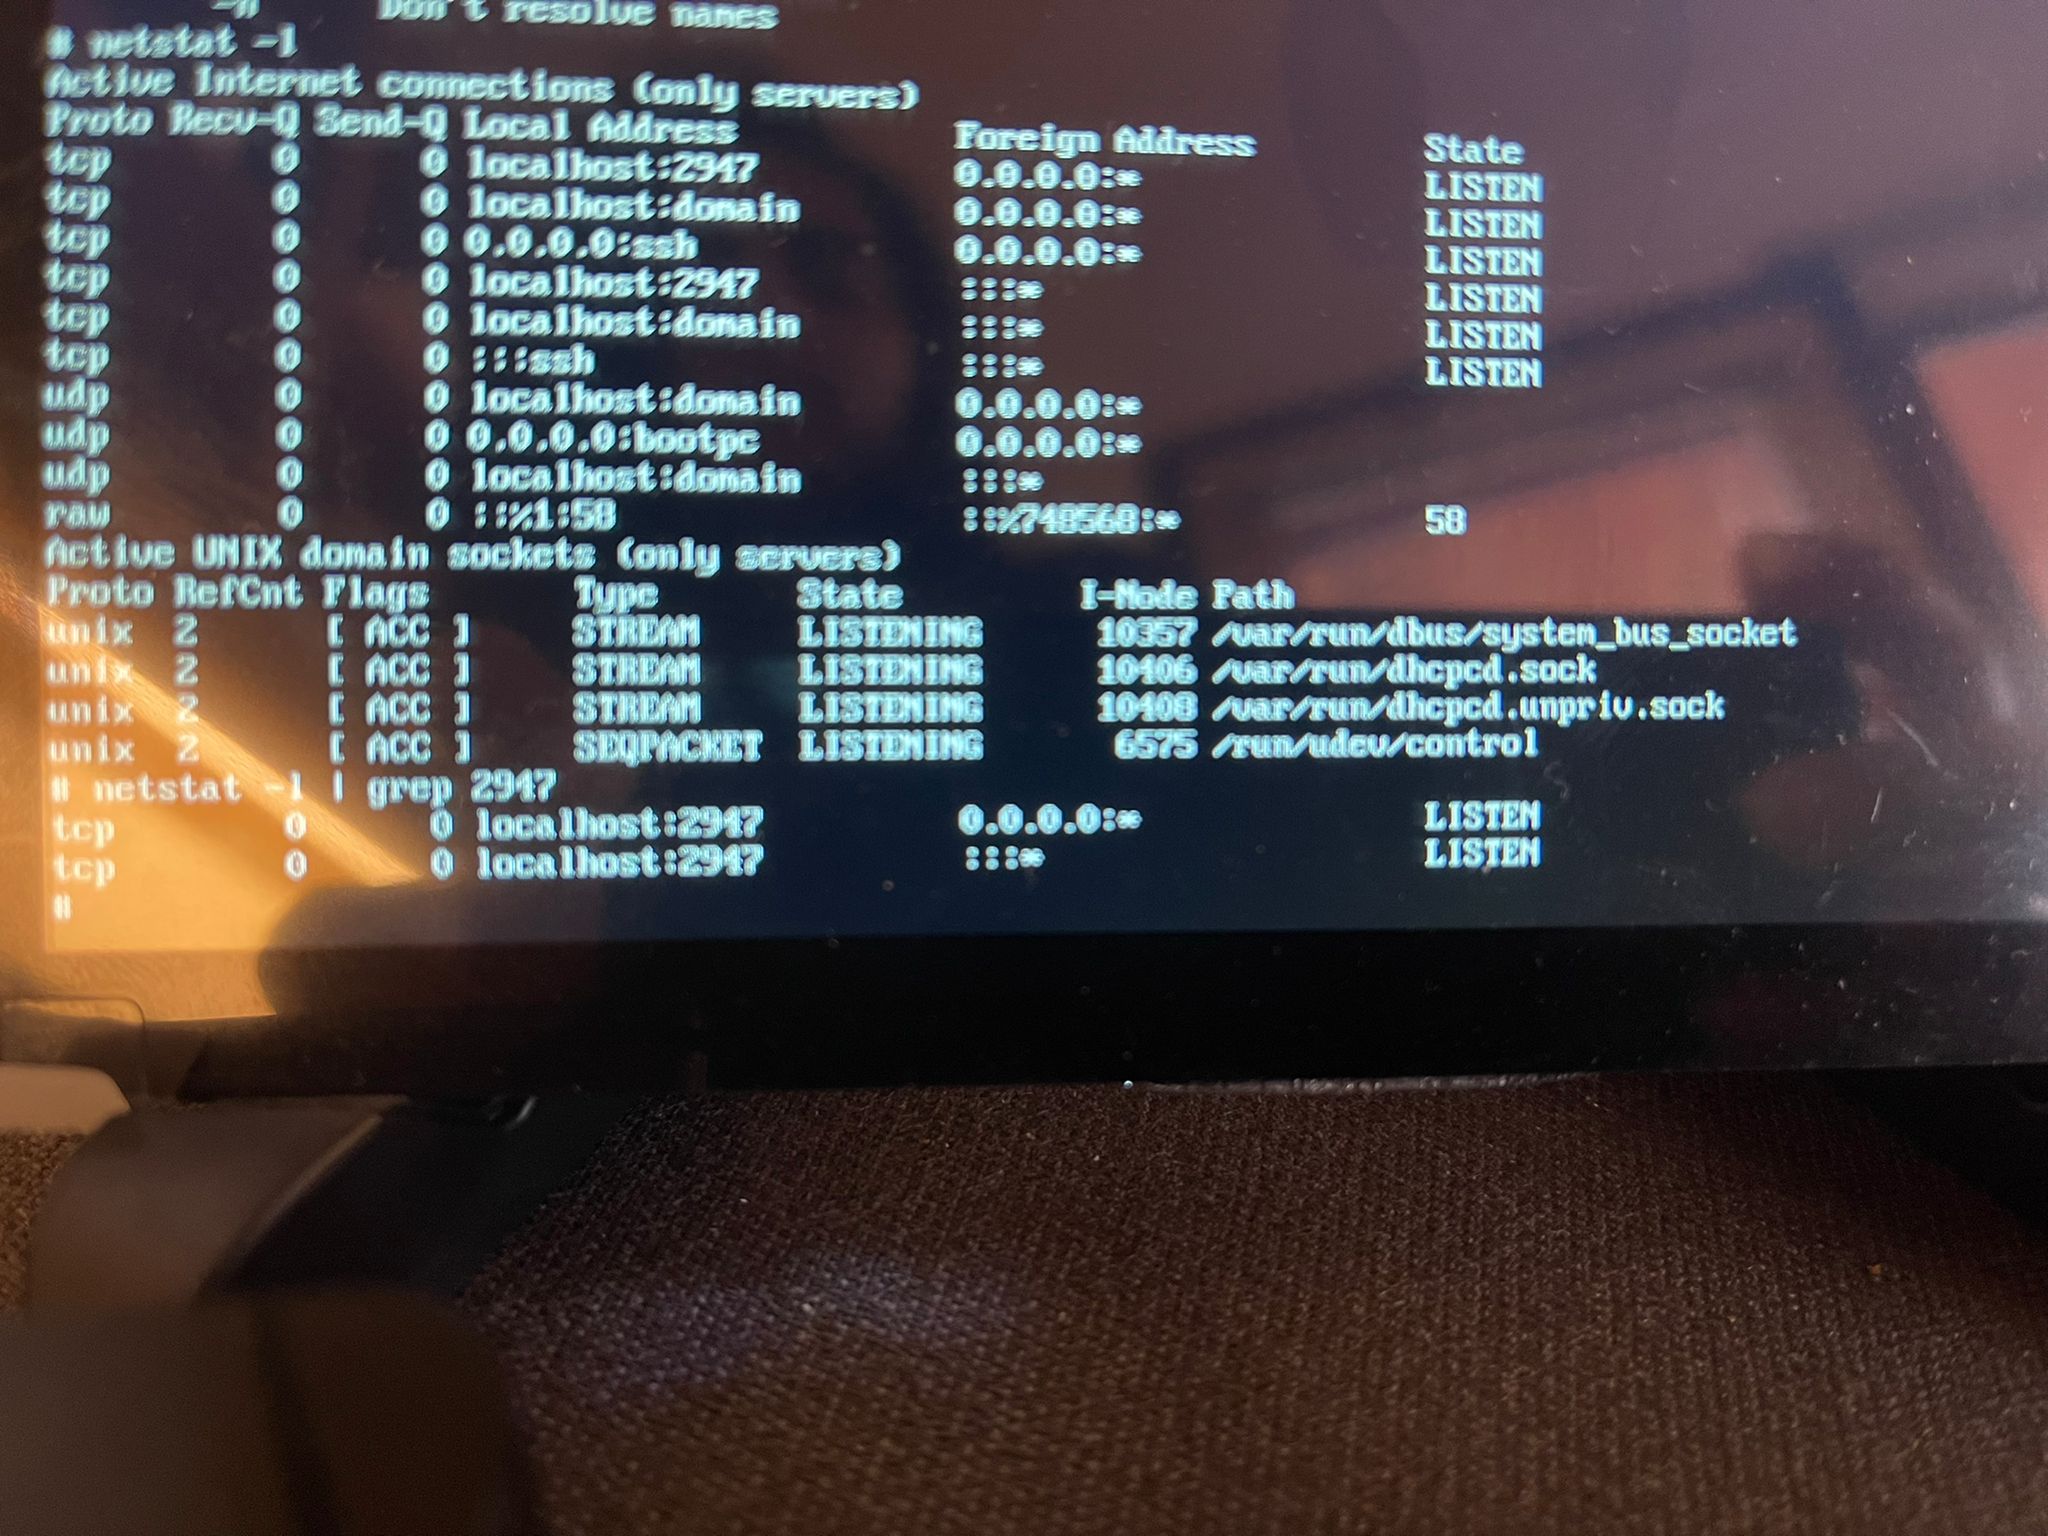 -n Don't resolve names
# netstat -l
Active Internet connections (only servers)
Proto Recv-Q Send-Q Local Address Foreign Address State
tcp 0 0 localhost:2947 0.0.0.0:* LISTEN
tcp 0 0 localhost:domain 0.0.0.0:* LISTEN
tcp 0 0 0.0.0.0:ssh 0.0.0.0:* LISTEN
tcp 0 0 localhost:2947 :::* LISTEN
tcp 0 0 localhost:domain :::* LISTEN
tcp 0 0 :::ssh :::* LISTEN
udp 0 0 localhost:domain 0.0.0.0:*
udp 0 0 0.0.0.0:bootpc 0.0.0.0:*
udp 0 0 localhost:domain :::*
raw 0 0 ::%1:58 ::%748568:* 58
Active UNIX domain sockets (only servers)
Proto RefCnt Flags Type State I-Node Path
unix 2 [ ACC ] STREAM LISTENING 10357 /var/run/dbus/system_bus_socket
unix 2 [ ACC ] STREAM LISTENING 10406 /var/run/dhcpcd.sock
unix 2 [ ACC ] STREAM LISTENING 10408 /var/run/dhcpcd.unpriv.sock
unix 2 [ ACC ] SEQPACKET LISTENING 6575 /run/udev/control
# netstat -l | grep 2947
tcp 0 0 localhost:2947 0.0.0.0:* LISTEN
tcp 0 0 localhost:2947 :::* LISTEN
#